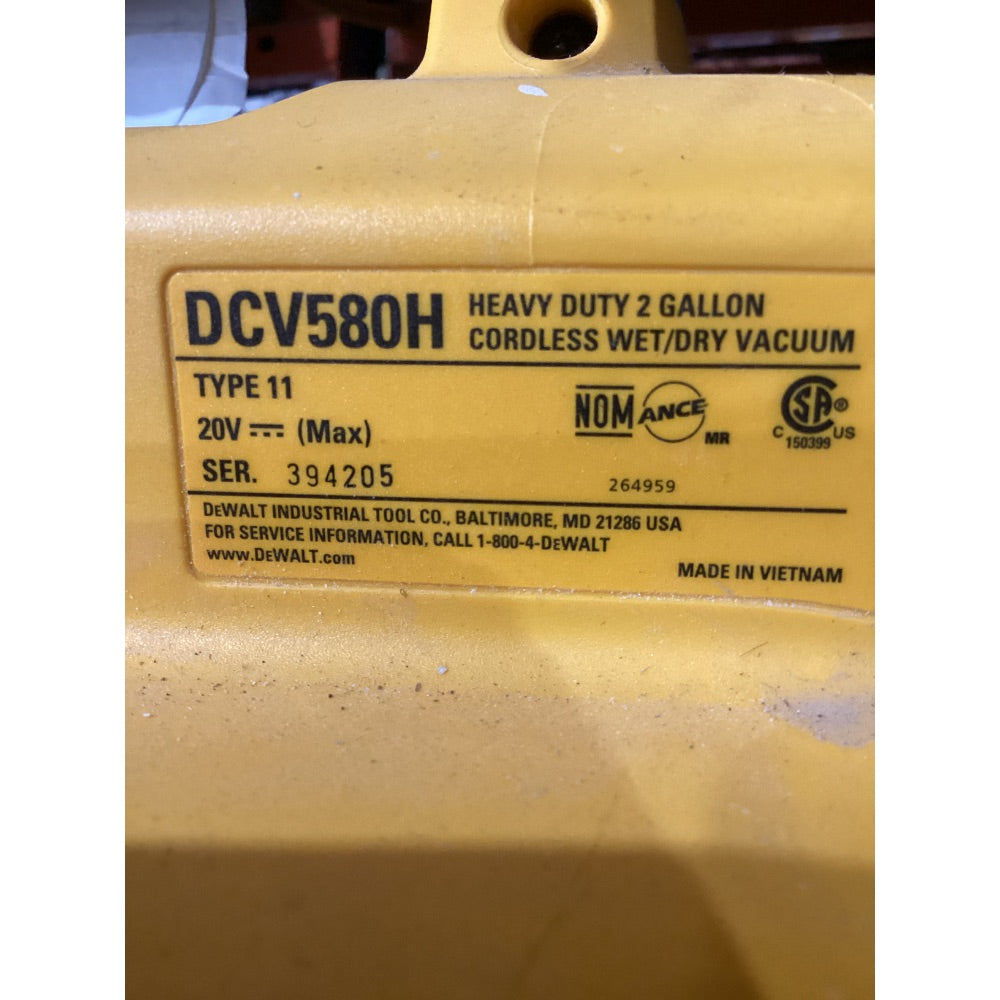 DCV580H HEAVY DUTY 2 GALLON
CORDLESS WET/DRY VACUUM
TYPE 11
20V ⎓ (Max)
SER. 394205
NOM ANCE MR
CSA® C US 150399
264959
DEWALT INDUSTRIAL TOOL CO., BALTIMORE, MD 21286 USA
FOR SERVICE INFORMATION, CALL 1-800-4-DEWALT
www.DEWALT.com
MADE IN VIETNAM